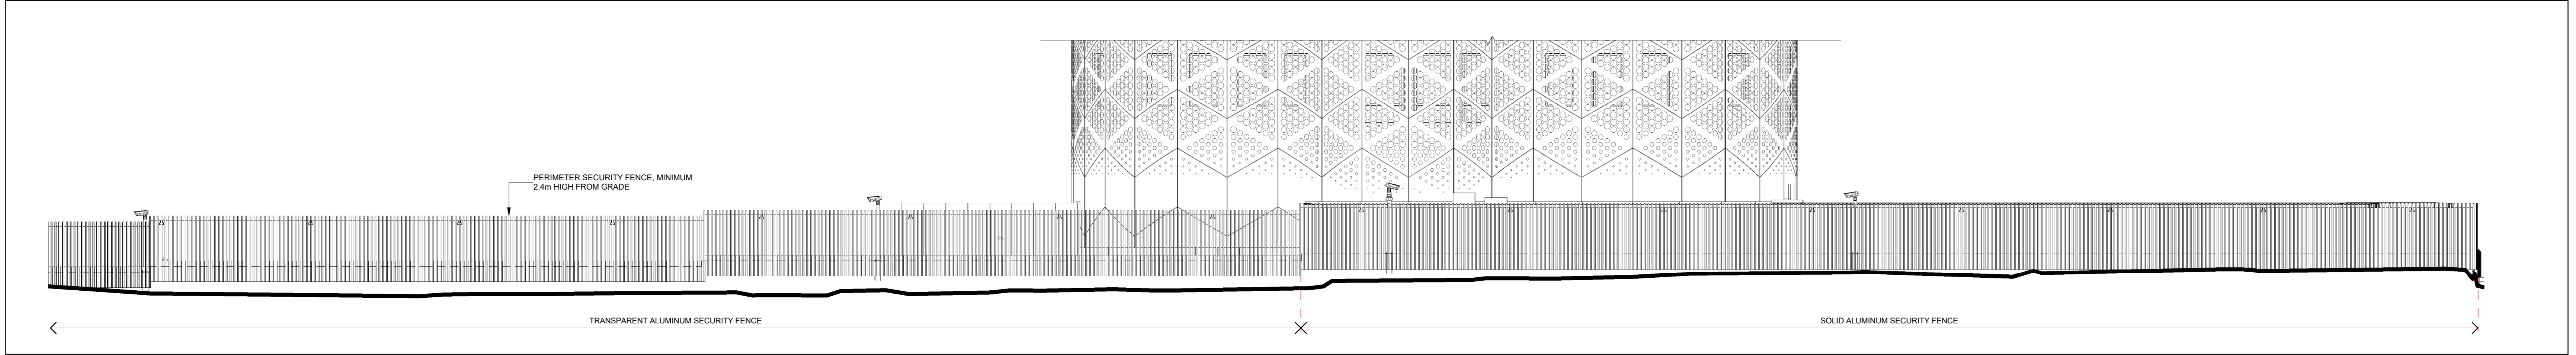 PERIMETER SECURITY FENCE, MINIMUM
2.4m HIGH FROM GRADE
TRANSPARENT ALUMINUM SECURITY FENCE
SOLID ALUMINUM SECURITY FENCE